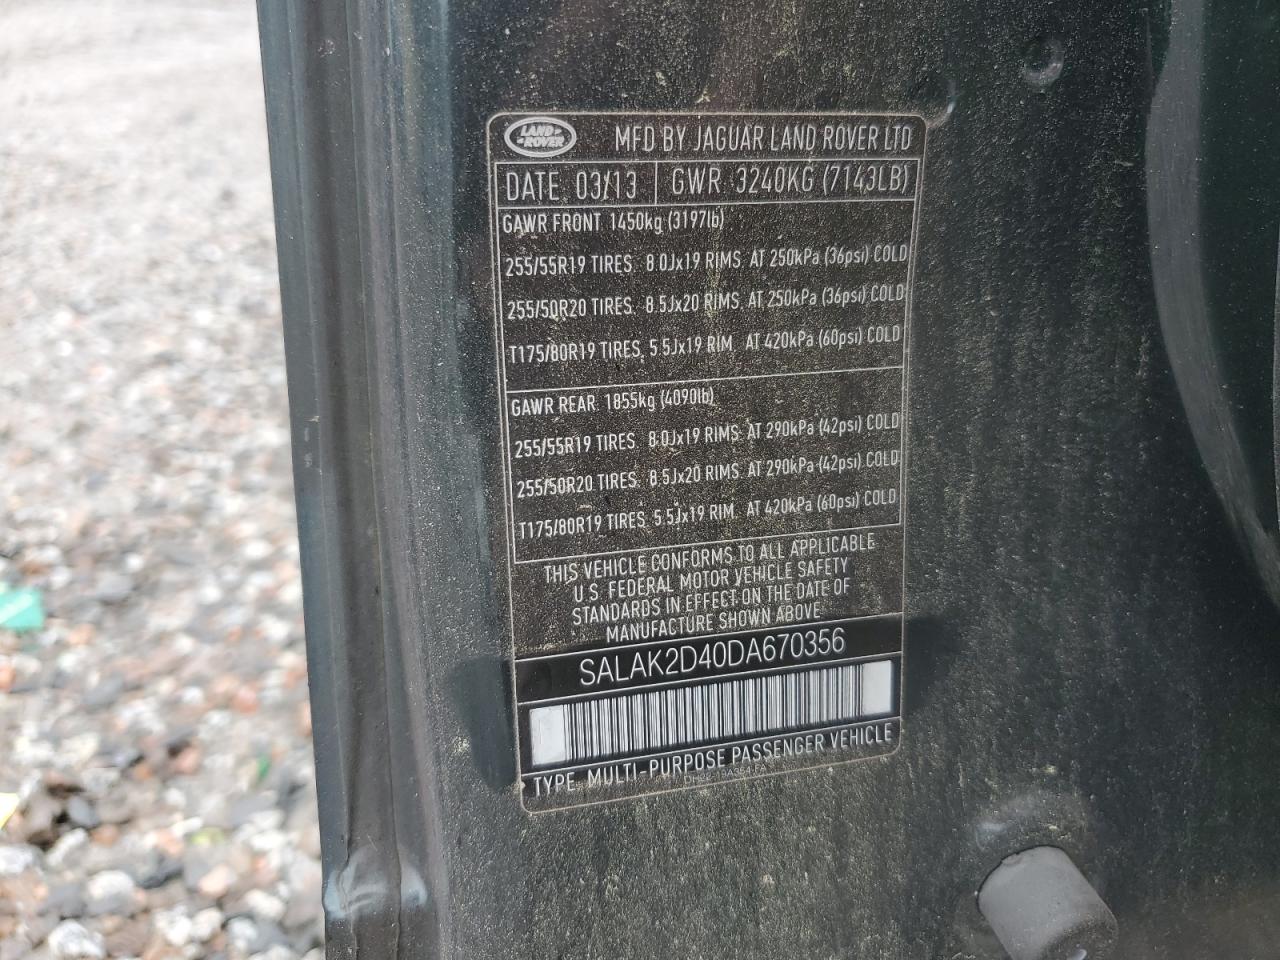 LAND ROVER MFD BY JAGUAR LAND ROVER LTD
DATE 03/13 GWR 3240KG (7143LB)
GAWR FRONT 1450kg (3197lb)
255/55R19 TIRES 8.0Jx19 RIMS AT 250kPa (36psi) COLD
255/50R20 TIRES 8.5Jx20 RIMS AT 250kPa (36psi) COLD
T175/80R19 TIRES 5.5Jx19 RIM AT 420kPa (60psi) COLD
GAWR REAR 1855kg (4090lb)
255/55R19 TIRES 8.0Jx19 RIMS AT 290kPa (42psi) COLD
255/50R20 TIRES 8.5Jx20 RIMS AT 290kPa (42psi) COLD
T175/80R19 TIRES 5.5Jx19 RIM AT 420kPa (60psi) COLD
THIS VEHICLE CONFORMS TO ALL APPLICABLE
U.S. FEDERAL MOTOR VEHICLE SAFETY
STANDARDS IN EFFECT ON THE DATE OF
MANUFACTURE SHOWN ABOVE
SALAK2D40DA670356
TYPE MULTI-PURPOSE PASSENGER VEHICLE